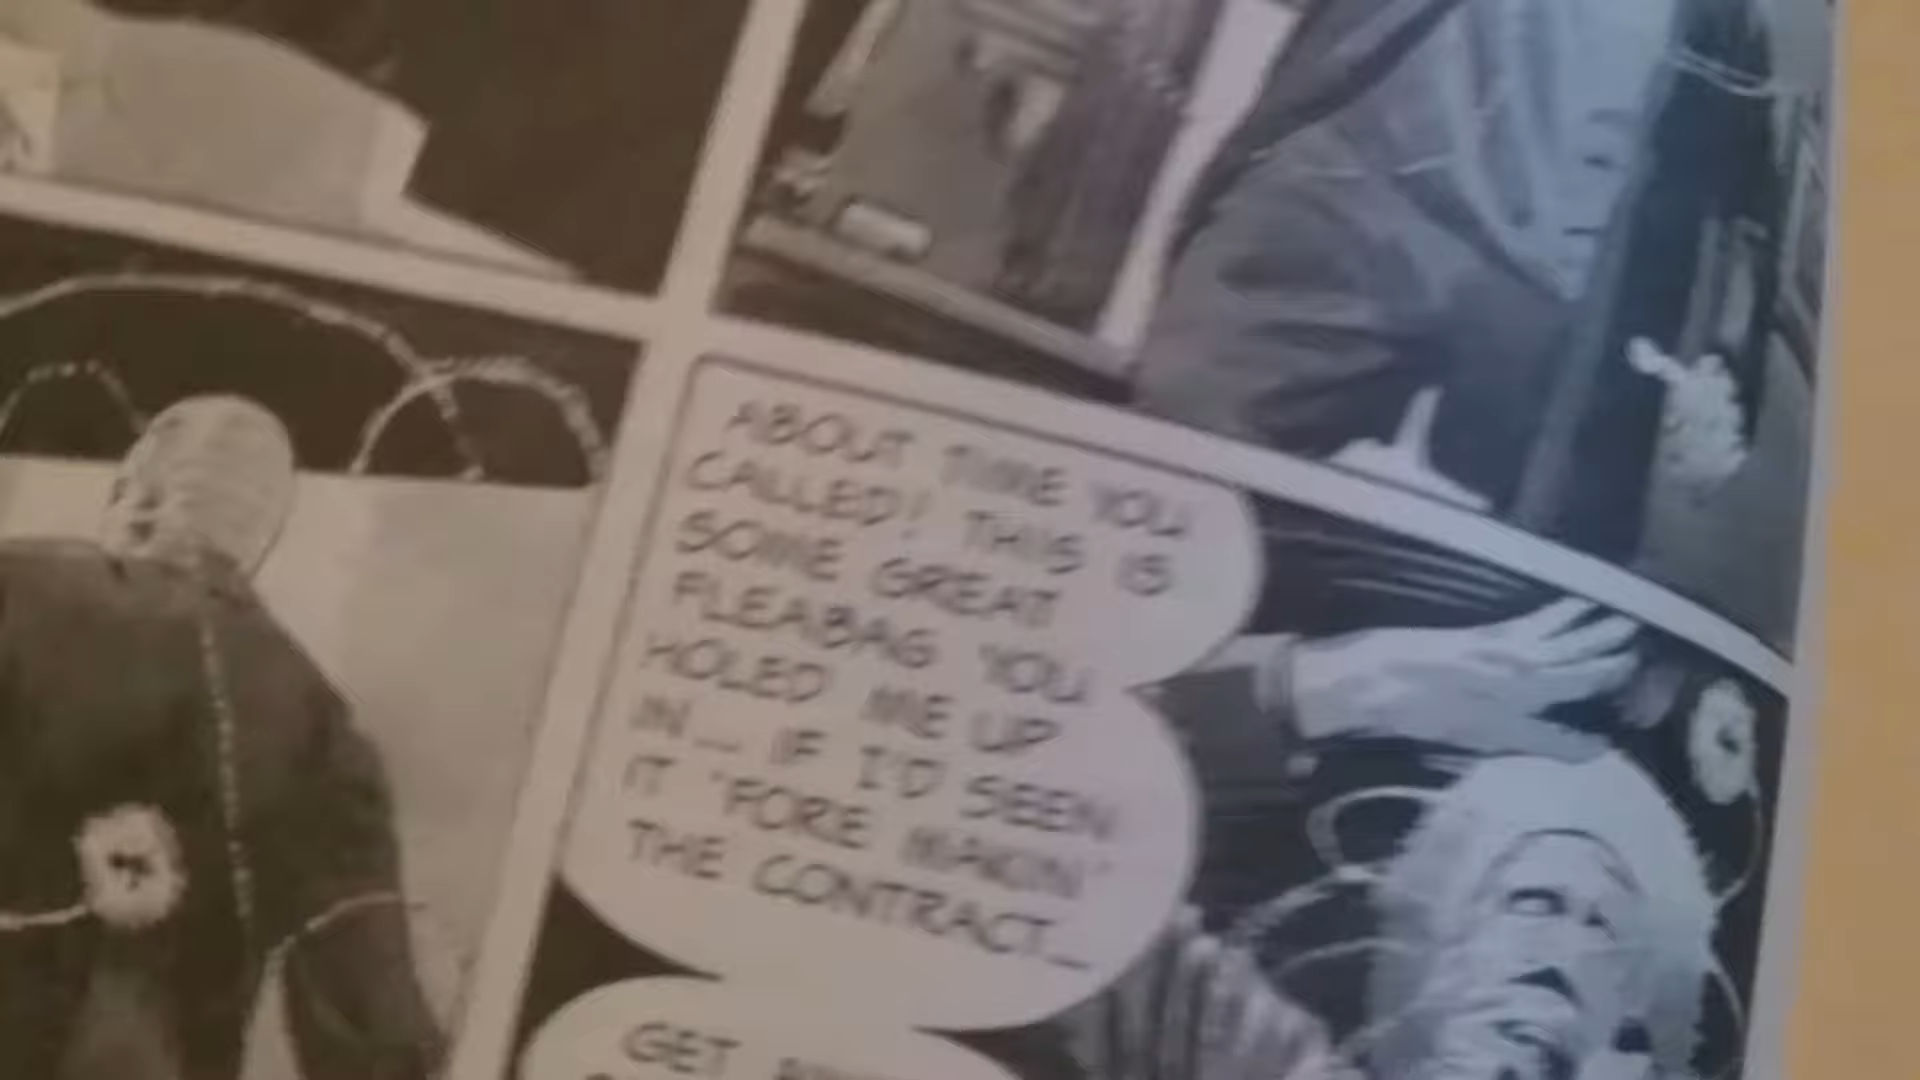 ABOUT TIME YOU
CALLED! THIS IS
SOME GREAT
FLEABAG YOU
HOLED ME UP
IN... IF I'D SEEN
IT 'FORE MAKIN'
THE CONTRACT...
GET